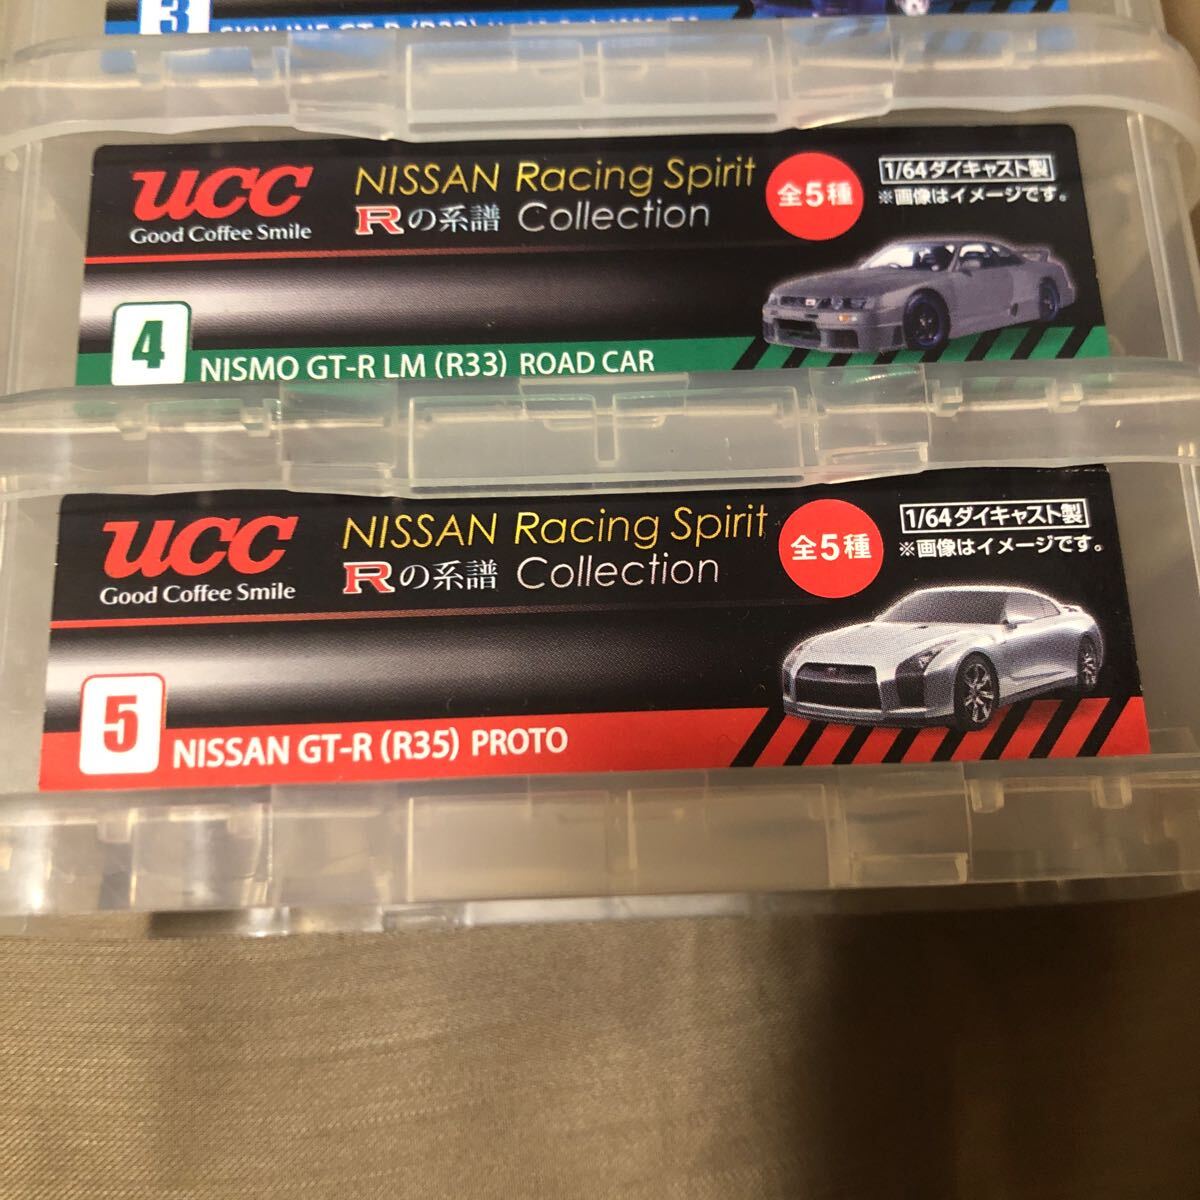 3
SKYLINE GT-R (R32)
UCC
Good Coffee Smile
NISSAN Racing Spirit
Rの系譜 Collection
全5種
1/64ダイキャスト製
※画像はイメージです。
4
NISMO GT-R LM (R33) ROAD CAR
UCC
Good Coffee Smile
NISSAN Racing Spirit
Rの系譜 Collection
全5種
1/64ダイキャスト製
※画像はイメージです。
5
NISSAN GT-R (R35) PROTO